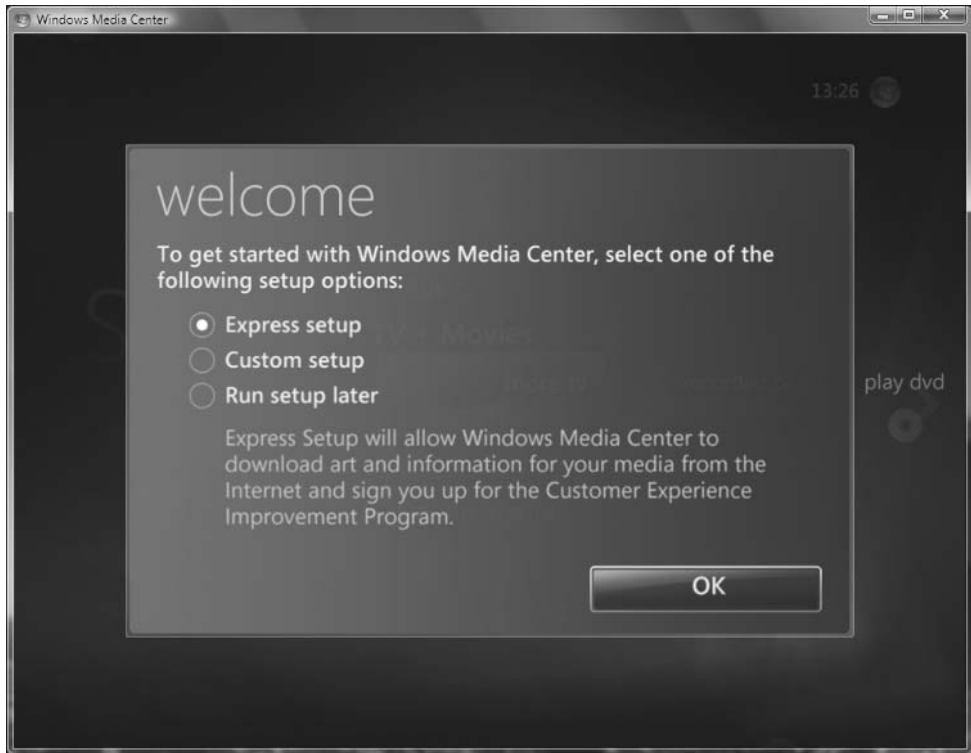 Windows Media Center
13:26
welcome
To get started with Windows Media Center, select one of the
following setup options:
Express setup
Custom setup
Run setup later
TV + Movies
play dvd
Express Setup will allow Windows Media Center to
download art and information for your media from the
Internet and sign you up for the Customer Experience
Improvement Program.
OK